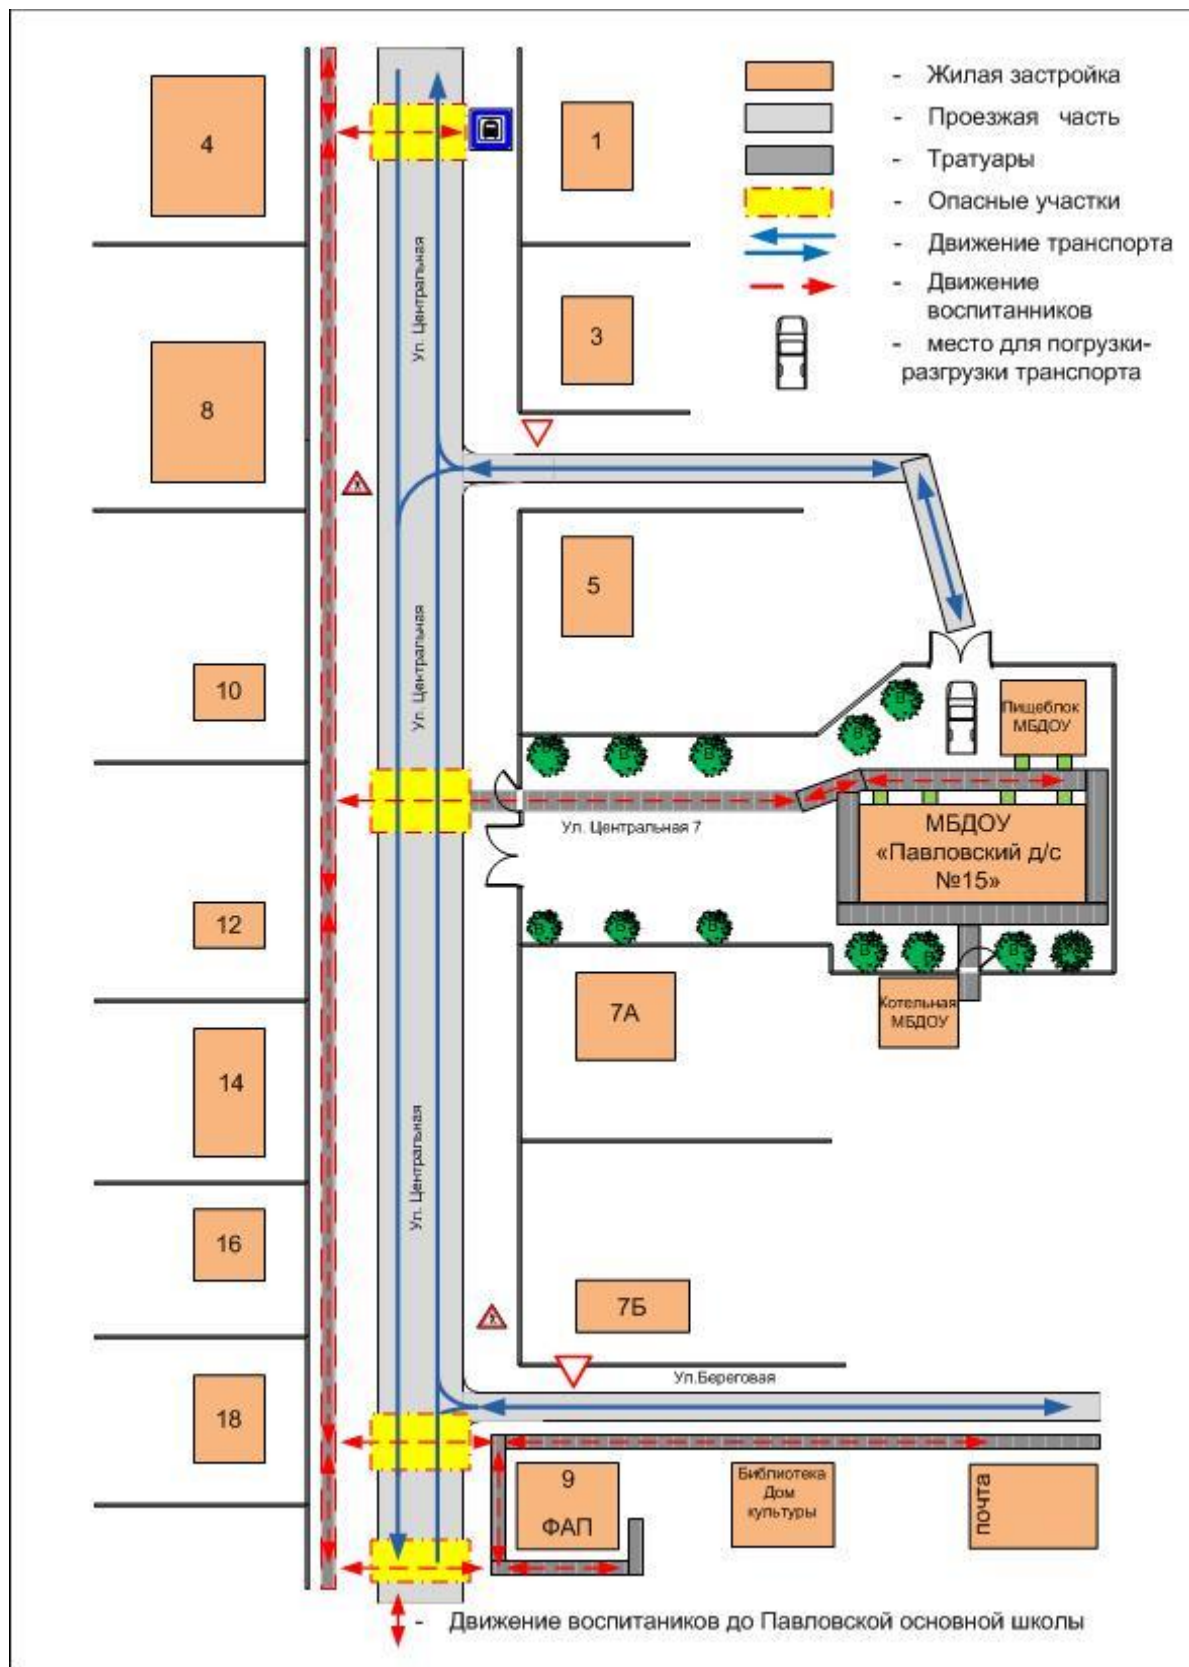 4
1
- Жилая застройка
- Проезжая часть
- Тратуары
- Опасные участки
- Движение транспорта
- Движение
воспитанников
- место для погрузки-
разгрузки транспорта
Ул. Центральная
3
8
5
Ул. Центральная
10
Пищеблок
МБДОУ
В
В
В
В
В
Ул. Центральная 7
МБДОУ
«Павловский д/с
№15»
12
В
В
В
В
В
В
7А
Котельная
МБДОУ
14
Ул. Центральная
16
7Б
Ул.Береговая
18
9
ФАП
Библиотека
Дом
культуры
почта
- Движение воспитаников до Павловской основной школы